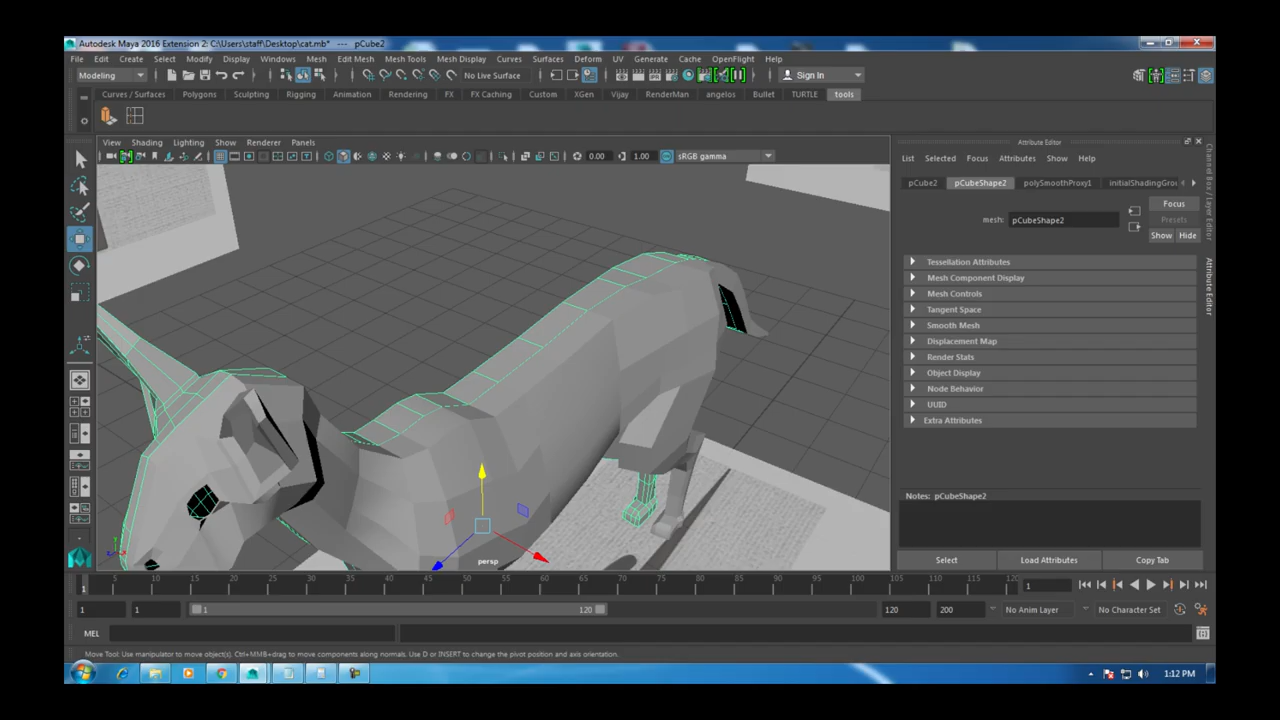 Autodesk Maya 2016 Extension 2: C:\Users\staff\Desktop\cat.mb* --- pCube2
File Edit Create Select Modify Display Windows Mesh Edit Mesh Mesh Tools Mesh Display Curves Surfaces Deform UV Generate Cache OpenFlight Help
Modeling No Live Surface Sign In
Curves / Surfaces Polygons Sculpting Rigging Animation Rendering FX FX Caching Custom XGen Vijay RenderMan angelos Bullet TURTLE tools
View Shading Lighting Show Renderer Panels
0.00 1.00 sRGB gamma
persp
Attribute Editor
List Selected Focus Attributes Show Help
pCube2 pCubeShape2 polySmoothProxy1 initialShadingGrou
Focus
mesh: pCubeShape2 Presets
Show Hide
Tessellation Attributes
Mesh Component Display
Mesh Controls
Tangent Space
Smooth Mesh
Displacement Map
Render Stats
Object Display
Node Behavior
UUID
Extra Attributes
Notes: pCubeShape2
Select Load Attributes Copy Tab
Channel Box / Layer Editor
Attribute Editor
5 10 15 20 25 30 35 40 45 50 55 60 65 70 75 80 85 90 95 100 105 110 115 120
1 1
1 1 1 120 120 200 No Anim Layer No Character Set
MEL
Move Tool: Use manipulator to move object(s). Ctrl+MMB+drag to move components along normals. Use D or INSERT to change the pivot position and axis orientation.
1:12 PM